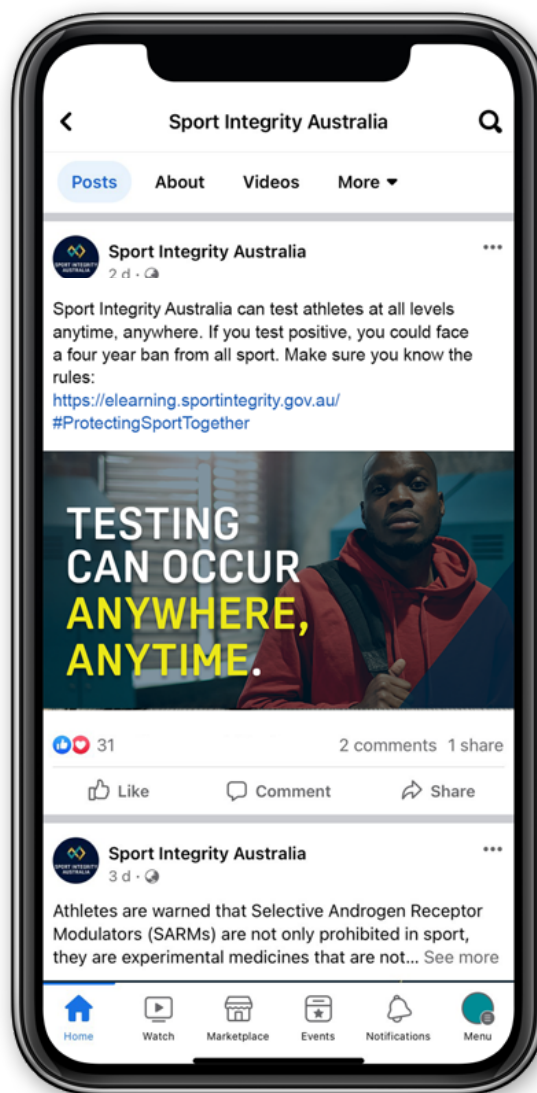 Sport Integrity Australia
Posts About Videos More
Sport Integrity Australia
2 d ·
Sport Integrity Australia can test athletes at all levels
anytime, anywhere. If you test positive, you could face
a four year ban from all sport. Make sure you know the
rules:
https://elearning.sportintegrity.gov.au/
#ProtectingSportTogether
TESTING
CAN OCCUR
ANYWHERE,
ANYTIME.
31 2 comments 1 share
Like Comment Share
SPORT INTEGRITY
AUSTRALIA
Sport Integrity Australia
3 d ·
Athletes are warned that Selective Androgen Receptor
Modulators (SARMs) are not only prohibited in sport,
they are experimental medicines that are not... See more
Home Watch Marketplace Events Notifications Menu